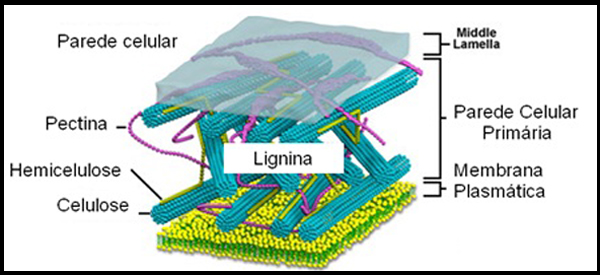 Parede celular
Pectina
Hemicelulose
Celulose
Lignina
Middle
Lamella
Parede Celular
Primária
Membrana
Plasmática